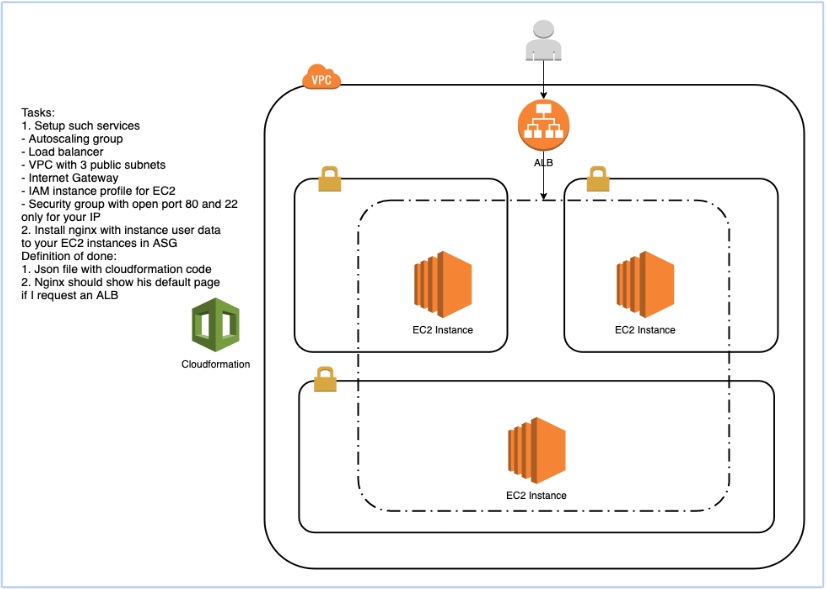 VPC
Tasks:
1. Setup such services
- Autoscaling group
- Load balancer
- VPC with 3 public subnets
- Internet Gateway
- IAM instance profile for EC2
- Security group with open port 80 and 22
only for your IP
2. Install nginx with instance user data
to your EC2 instances in ASG
Definition of done:
1. Json file with cloudformation code
2. Nginx should show his default page
if I request an ALB
Cloudformation
ALB
EC2 Instance
EC2 Instance
EC2 Instance